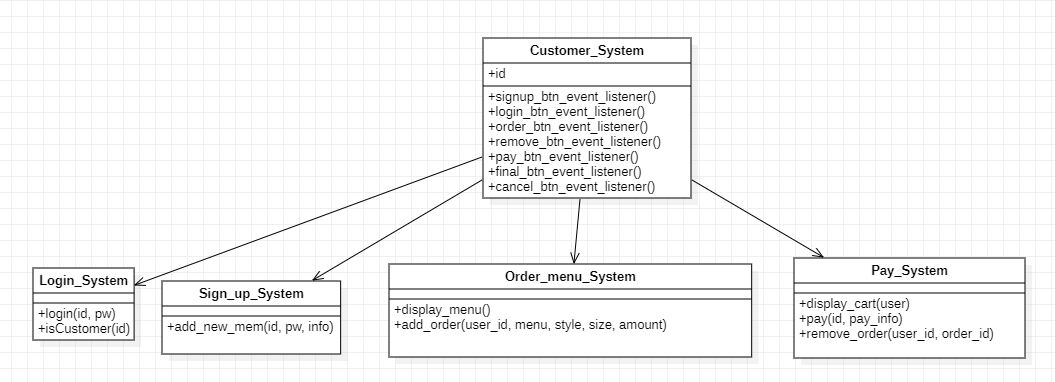 Customer_System
+id
+signup_btn_event_listener()
+login_btn_event_listener()
+order_btn_event_listener()
+remove_btn_event_listener()
+pay_btn_event_listener()
+final_btn_event_listener()
+cancel_btn_event_listener()
Login_System
+login(id, pw)
+isCustomer(id)
Sign_up_System
+add_new_mem(id, pw, info)
Order_menu_System
+display_menu()
+add_order(user_id, menu, style, size, amount)
Pay_System
+display_cart(user)
+pay(id, pay_info)
+remove_order(user_id, order_id)